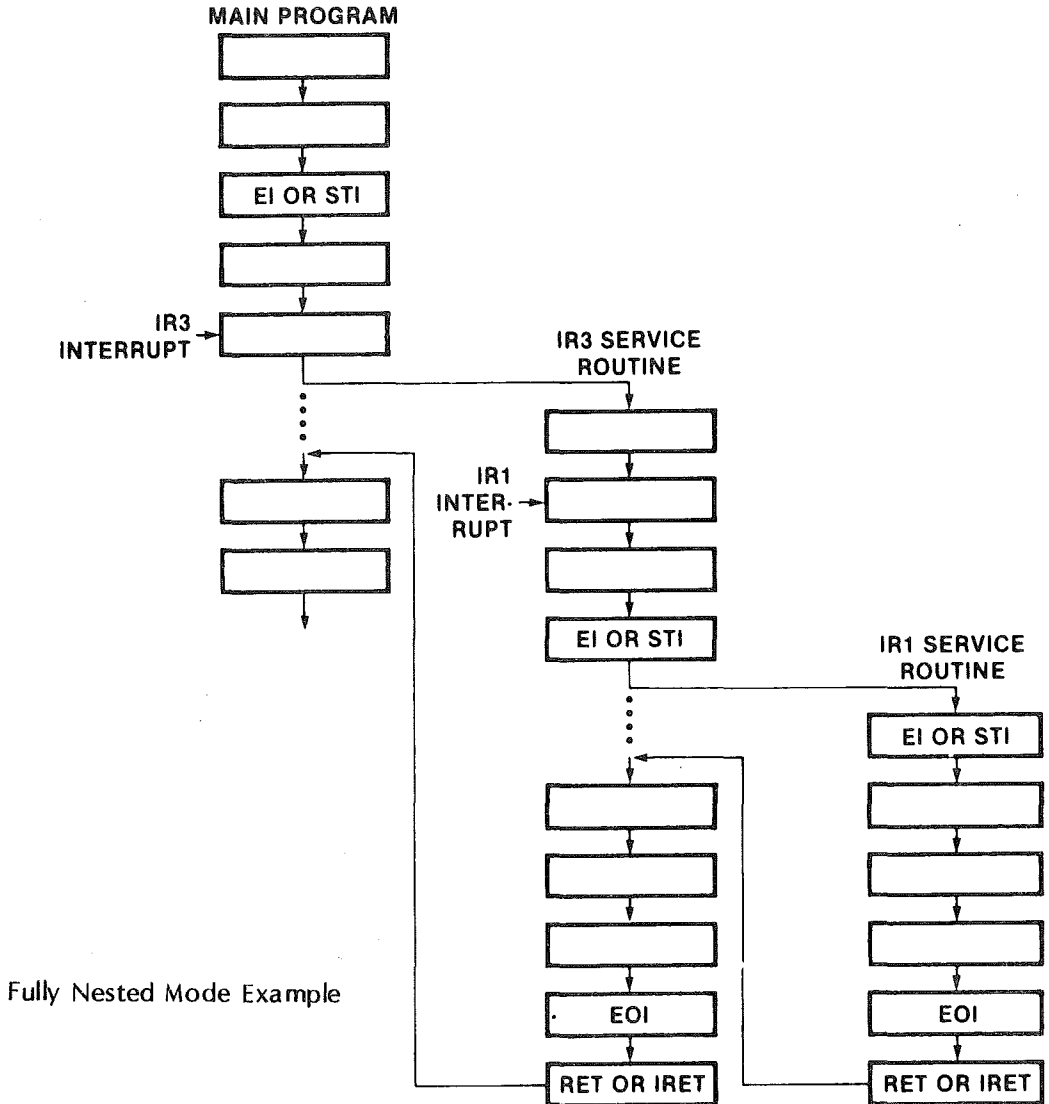 MAIN PROGRAM
EI OR STI
IR3
INTERRUPT
IR3 SERVICE
ROUTINE
IR1
INTER-
RUPT
EI OR STI
IR1 SERVICE
ROUTINE
EI OR STI
Fully Nested Mode Example
EOI
EOI
RET OR IRET
RET OR IRET